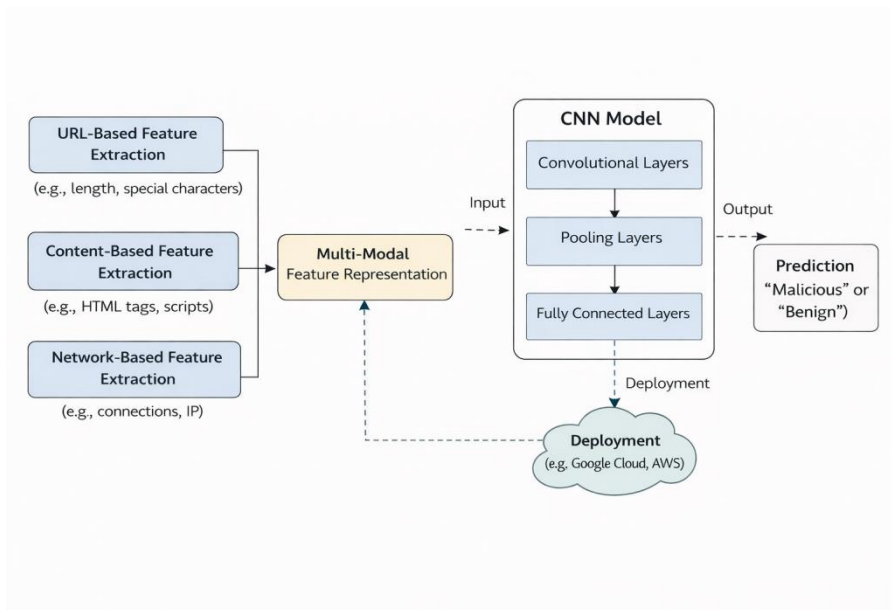 URL-Based Feature
Extraction
(e.g., length, special characters)
Content-Based Feature
Extraction
(e.g., HTML tags, scripts)
Network-Based Feature
Extraction
(e.g., connections, IP)
Multi-Modal
Feature Representation
Input
CNN Model
Convolutional Layers
Pooling Layers
Fully Connected Layers
Output
Prediction
“Malicious” or
“Benign”)
Deployment
Deployment
(e.g. Google Cloud, AWS)